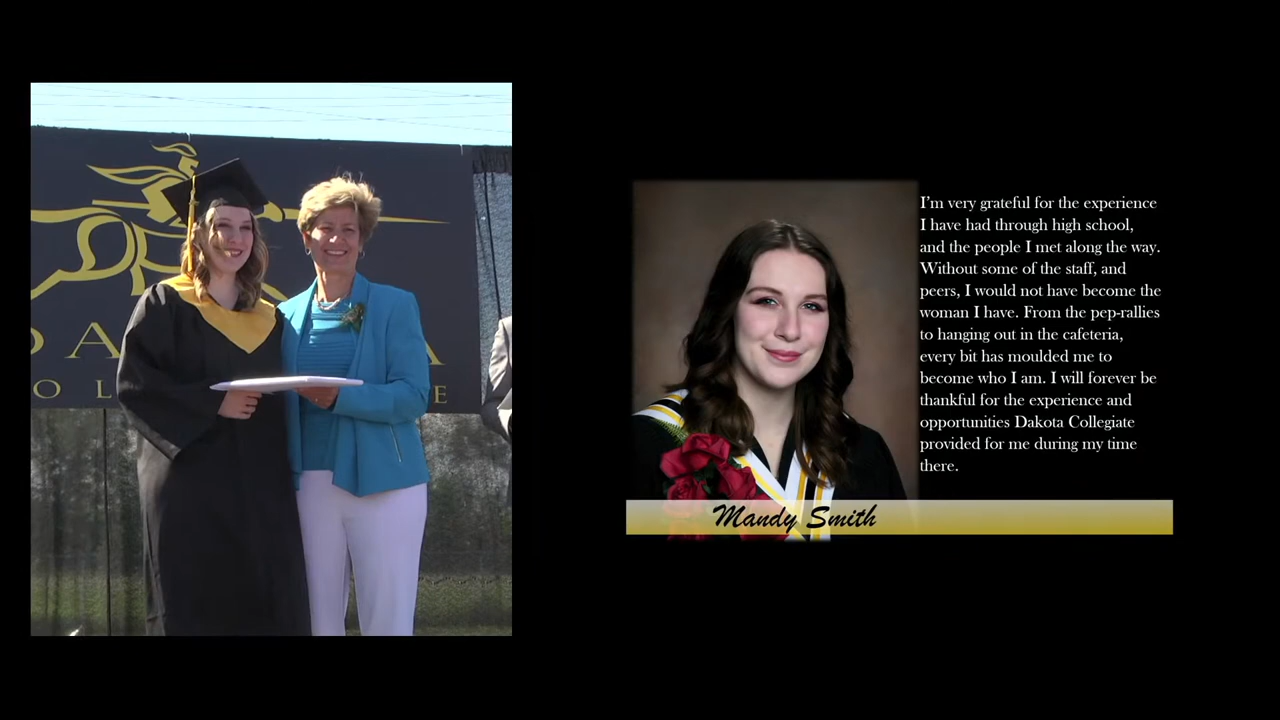 DA A
O L E
I'm very grateful for the experience
I have had through high school,
and the people I met along the way.
Without some of the staff, and
peers, I would not have become the
woman I have. From the pep-rallies
to hanging out in the cafeteria,
every bit has moulded me to
become who I am. I will forever be
thankful for the experience and
opportunities Dakota Collegiate
provided for me during my time
there.
Mandy Smith